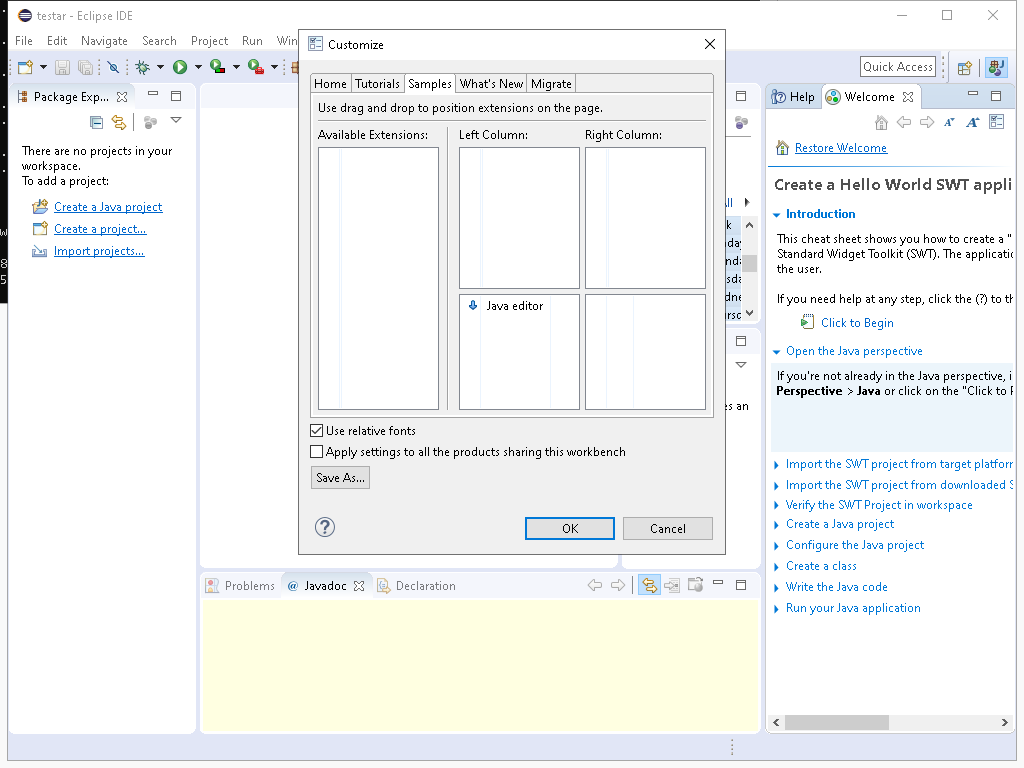 testar - Eclipse IDE
File Edit Navigate Search Project Run Win
Quick Access
Package Exp...
There are no projects in your
workspace.
To add a project:
Create a Java project
Create a project...
Import projects...
Customize
Home Tutorials Samples What's New Migrate
Use drag and drop to position extensions on the page.
Available Extensions: Left Column: Right Column:
Java editor
Use relative fonts
Apply settings to all the products sharing this workbench
Save As...
OK Cancel
Problems @ Javadoc Declaration
Help Welcome
Restore Welcome
Create a Hello World SWT appli
Introduction
This cheat sheet shows you how to create a "
Standard Widget Toolkit (SWT). The applicatio
the user.
If you need help at any step, click the (?) to th
Click to Begin
Open the Java perspective
If you're not already in the Java perspective, i
Perspective > Java or click on the "Click to P
Import the SWT project from target platform
Import the SWT project from downloaded S
Verify the SWT Project in workspace
Create a Java project
Configure the Java project
Create a class
Write the Java code
Run your Java application